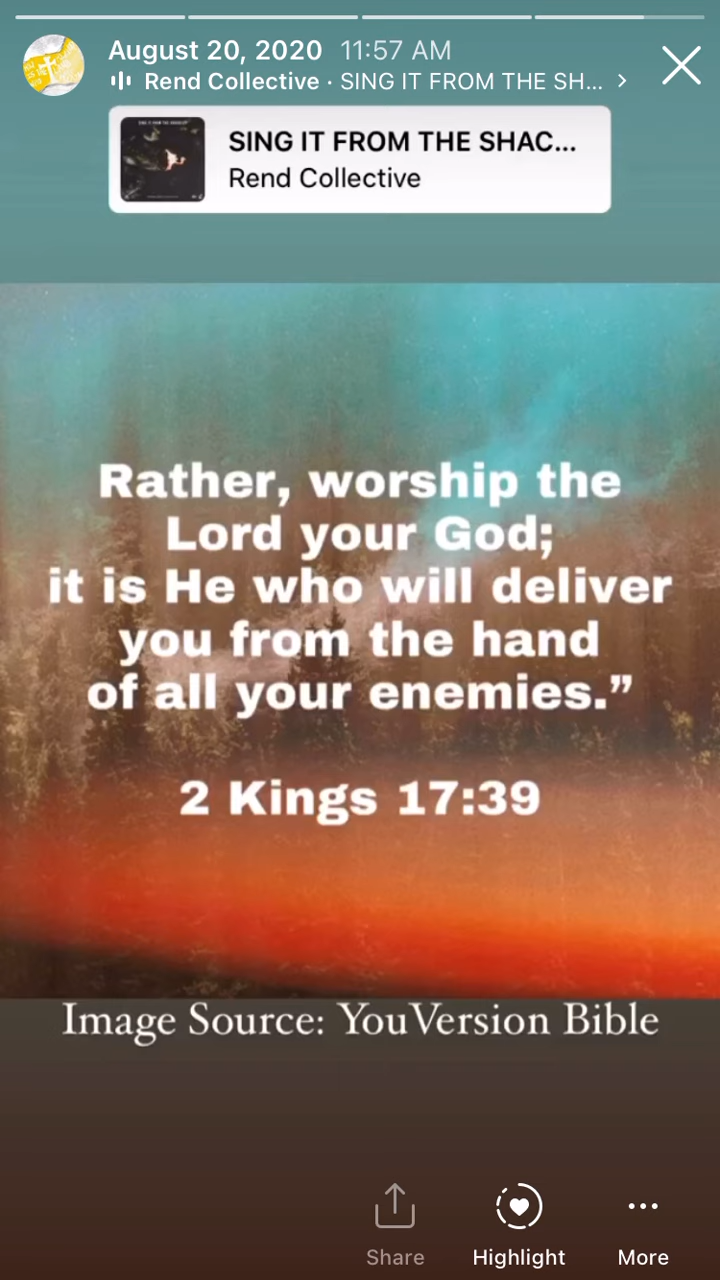 August 20, 2020 11:57 AM
Rend Collective · SING IT FROM THE SH...
SING IT FROM THE SHAC...
Rend Collective
Rather, worship the
Lord your God;
it is He who will deliver
you from the hand
of all your enemies.”
2 Kings 17:39
Image Source: YouVersion Bible
Share Highlight More